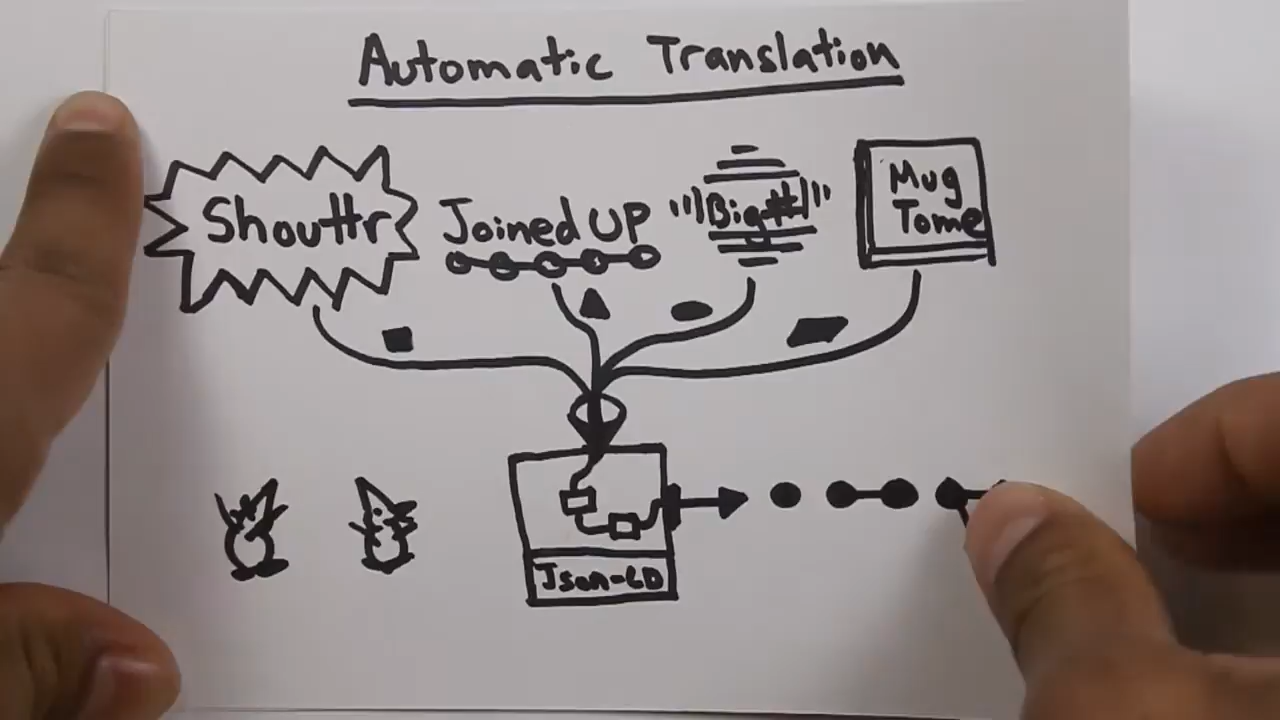 Automatic Translation
Shouttr
Joined UP
Big#
Mug
Tome
Json-LD